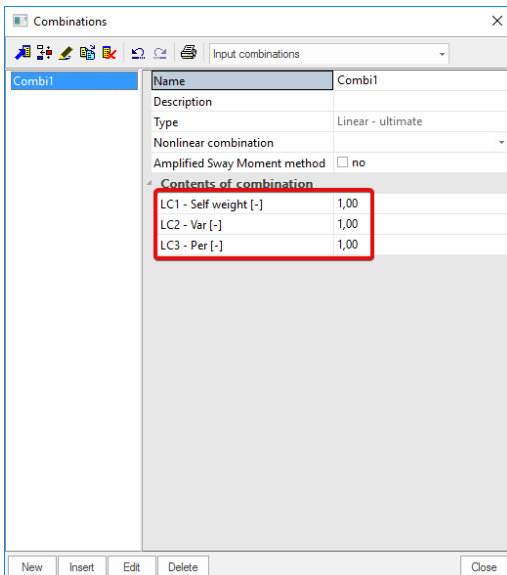 Combinations
Input combinations
Combi1
Name Combi1
Description
Type Linear - ultimate
Nonlinear combination
Amplified Sway Moment method no
Contents of combination
LC1 - Self weight [-] 1,00
LC2 - Var [-] 1,00
LC3 - Per [-] 1,00
New Insert Edit Delete Close